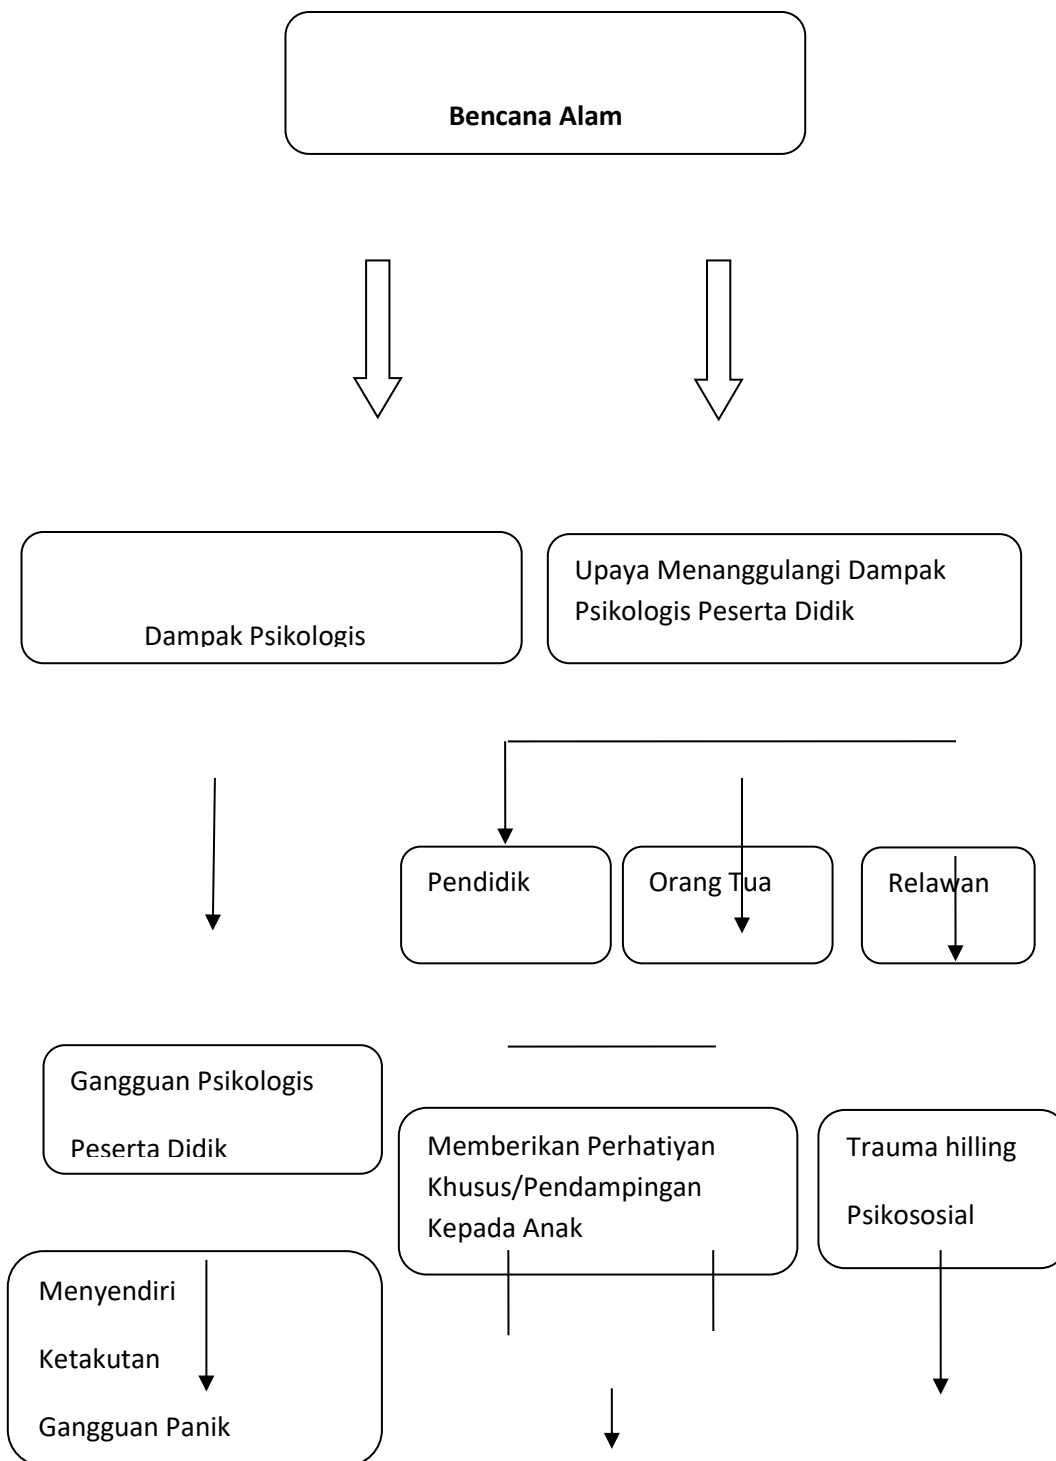 Bencana Alam
Dampak Psikologis
Upaya Menanggulangi Dampak
Psikologis Peserta Didik
Pendidik
Orang Tua
Relawan
Gangguan Psikologis
Peserta Didik
Memberikan Perhatiyan
Khusus/Pendampingan
Kepada Anak
Trauma hilling
Psikososial
Menyendiri
Ketakutan
Gangguan Panik